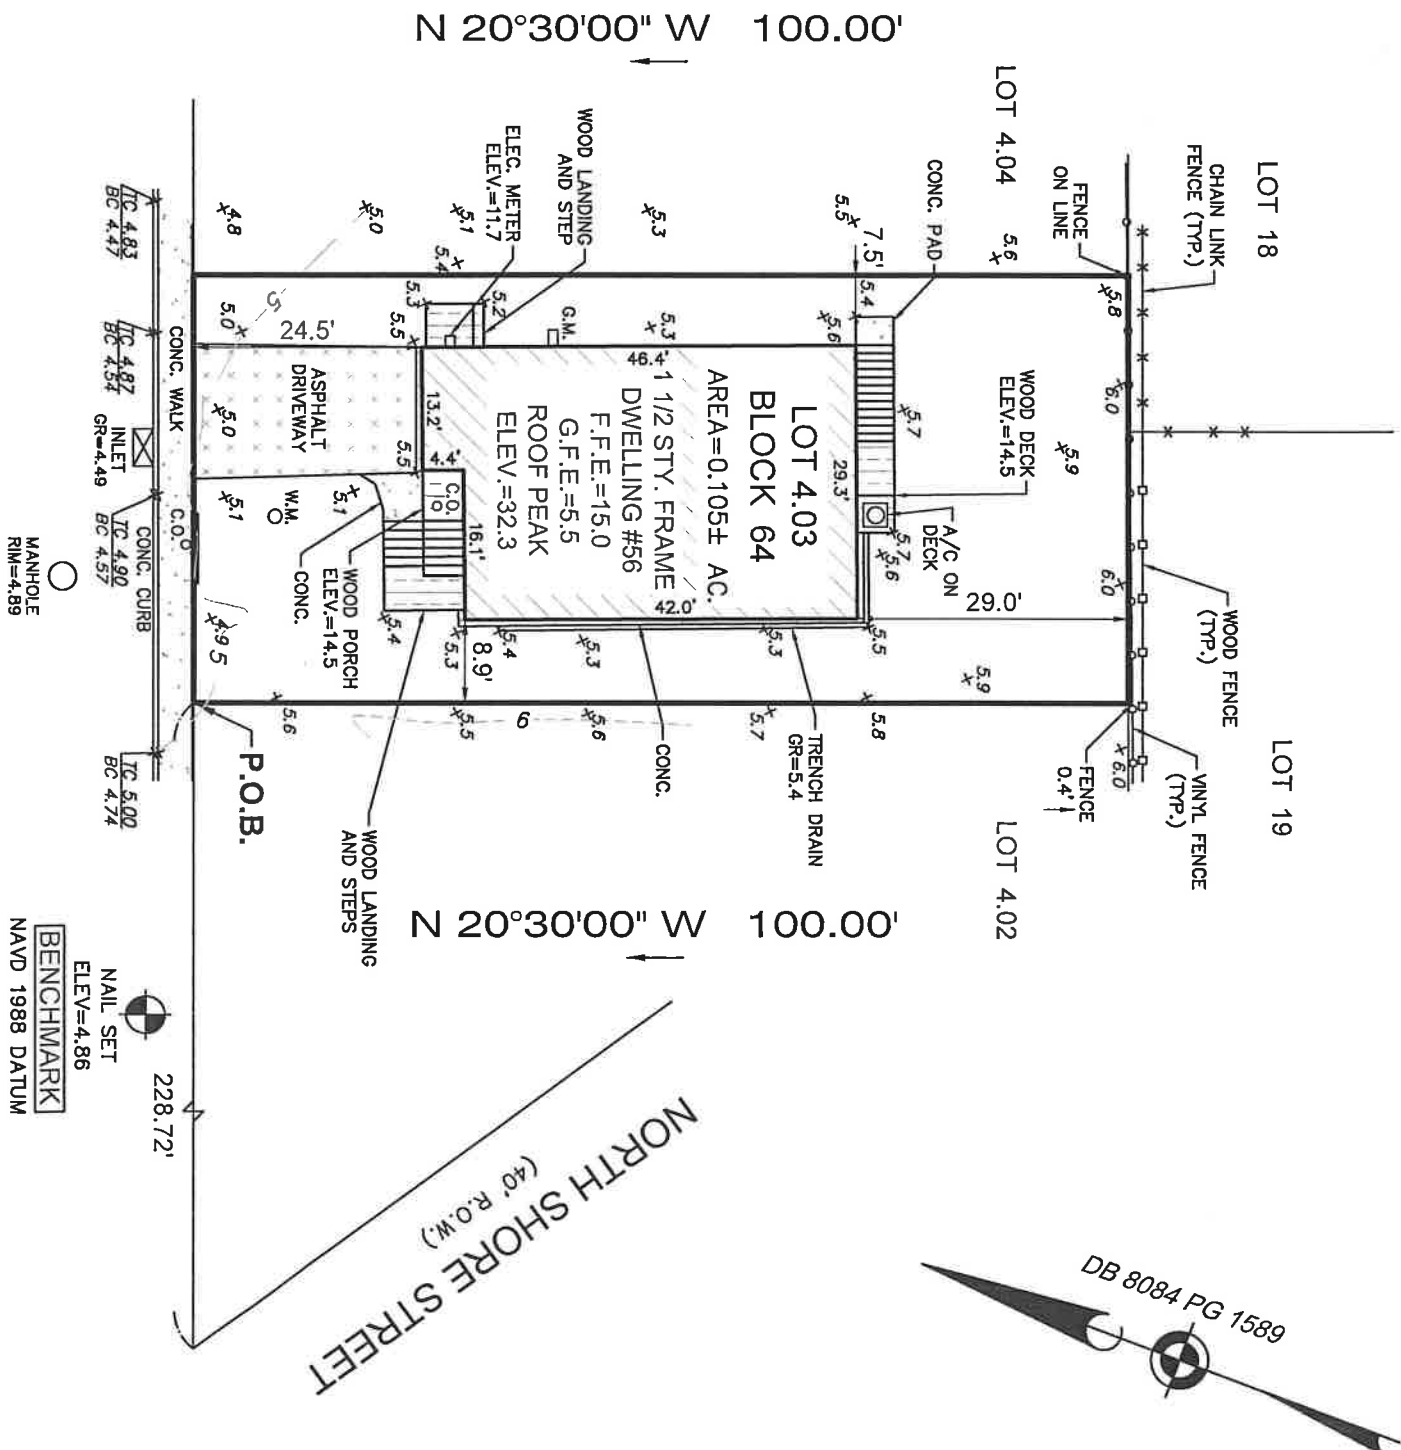 N 20°30'00" W 100.00'
LOT 4.04
LOT 18
CHAIN LINK
FENCE (TYP.)
FENCE
ON LINE
CONC. PAD
WOOD LANDING
AND STEP
ELEC. METER
ELEV.=11.7
TC 4.83
BC 4.47
4.8
5.0
5.1
5.4
5.3
5.5
7.5'
5.6
5.8
5
5.0
24.5'
5.3
5.5
5.2
G.M.
5.3
5.6
5.4
TC 4.87
BC 4.54
CONC. WALK
ASPHALT
DRIVEWAY
5.0
5.5
13.2'
4.4'
46.4'
29.3'
LOT 4.03
BLOCK 64
AREA=0.105± AC.
1 1/2 STY. FRAME
DWELLING #56
F.F.E.=15.0
G.F.E.=5.5
ROOF PEAK
ELEV.=32.3
5.7
WOOD DECK
ELEV.=14.5
5.9
6.0
INLET
GR=4.49
C.O.
5.1
W.M.
5.1
C.O.
16.1'
42.0'
5.7
5.6
A/C ON
DECK
29.0'
6.0
WOOD FENCE
(TYP.)
TC 4.90
BC 4.57
CONC. CURB
MANHOLE
RIM=4.89
4.9
5
CONC.
WOOD PORCH
ELEV.=14.5
5.4
5.3
8.9'
5.4
5.3
5.3
5.5
5.9
5.6
5.5
6
5.6
5.7
5.8
6.0
TC 5.00
BC 4.74
P.O.B.
WOOD LANDING
AND STEPS
CONC.
TRENCH DRAIN
GR=5.4
FENCE
0.4'
VINYL FENCE
(TYP.)
LOT 19
LOT 4.02
N 20°30'00" W 100.00'
NAIL SET
ELEV=4.86
BENCHMARK
NAVD 1988 DATUM
228.72'
NORTH SHORE STREET
(40' R.O.W.)
DB 8084 PG 1589